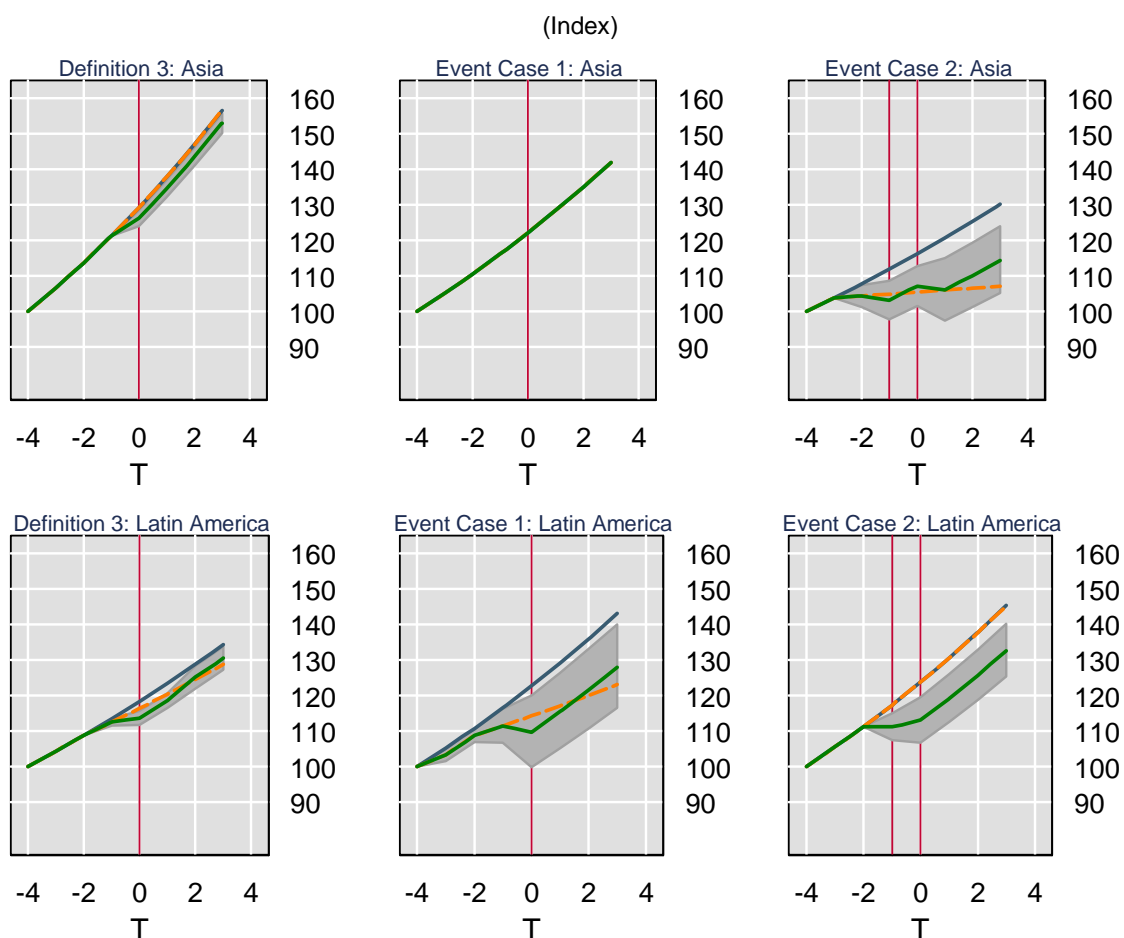 (Index)
Definition 3: Asia
160
150
140
130
120
110
100
90
-4 -2 0 2 4
T
Event Case 1: Asia
160
150
140
130
120
110
100
90
-4 -2 0 2 4
T
Event Case 2: Asia
160
150
140
130
120
110
100
90
-4 -2 0 2 4
T
Definition 3: Latin America
160
150
140
130
120
110
100
90
-4 -2 0 2 4
T
Event Case 1: Latin America
160
150
140
130
120
110
100
90
-4 -2 0 2 4
T
Event Case 2: Latin America
160
150
140
130
120
110
100
90
-4 -2 0 2 4
T